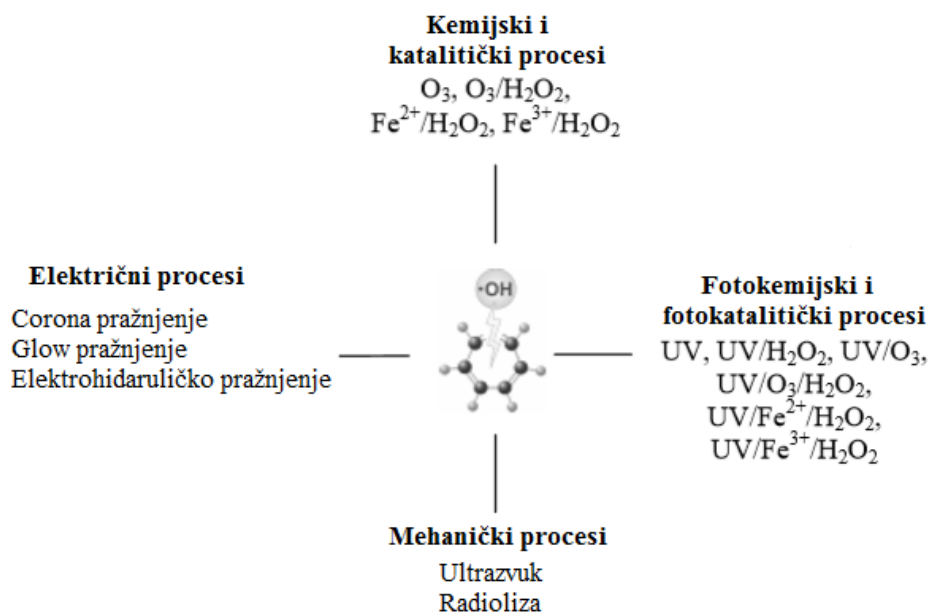 Kemijski i
katalitički procesi
O₃, O₃/H₂O₂,
Fe²⁺/H₂O₂, Fe³⁺/H₂O₂
Električni procesi
Corona pražnjenje
Glow pražnjenje
Elektrohidaruličko pražnjenje
·OH
Fotokemijski i
fotokatalitički procesi
UV, UV/H₂O₂, UV/O₃,
UV/O₃/H₂O₂,
UV/Fe²⁺/H₂O₂,
UV/Fe³⁺/H₂O₂
Mehanički procesi
Ultrazvuk
Radioliza